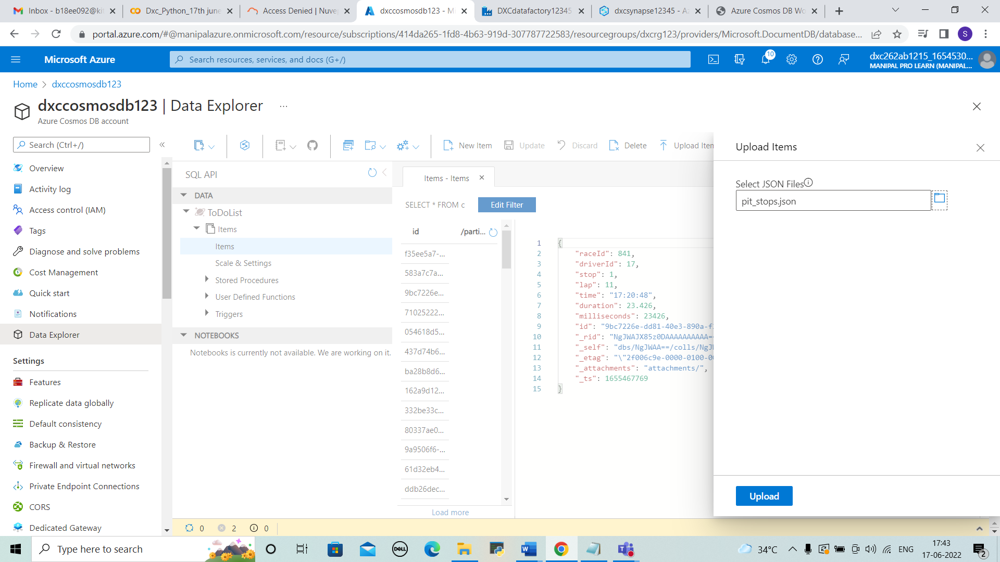 Inbox - b18ee092@kit
Dxc_Python_17th june
Access Denied | Nuvep
dxccosmosdb123 - M
DXCdatafactory12345
dxcsynapse12345 - Az
Azure Cosmos DB Wo
portal.azure.com/#@manipalazure.onmicrosoft.com/resource/subscriptions/414da265-1fd8-4b63-919d-307787722583/resourcegroups/dxcrg123/providers/Microsoft.DocumentDB/database...
S
Microsoft Azure
Search resources, services, and docs (G+/)
10
dxc262ab1215_1654530...
MANIPAL PRO LEARN (MANIPAL...
Home > dxccosmosdb123
dxccosmosdb123 | Data Explorer ...
Azure Cosmos DB account
Search (Ctrl+/)
«
Overview
Activity log
Access control (IAM)
Tags
Diagnose and solve problems
Cost Management
Quick start
Notifications
Data Explorer
Settings
Features
Replicate data globally
Default consistency
Backup & Restore
Firewall and virtual networks
Private Endpoint Connections
CORS
Dedicated Gateway
New Item
Update
Discard
Delete
Upload Item
SQL API
DATA
ToDoList
Items
Items
Scale & Settings
Stored Procedures
User Defined Functions
Triggers
NOTEBOOKS
Notebooks is currently not available. We are working on it.
Items - Items
SELECT * FROM c
Edit Filter
id
/parti...
f35ee5a7-...
583a7c7a...
9bc7226e...
71025222...
054618d5...
437d74b6...
ba28b8d6...
162a9d12...
332be33c...
80337ae0...
9a9506f6-...
61d32eb4...
ddb26dec...
Load more
1 {
2 "raceId": 841,
3 "driverId": 17,
4 "stop": 1,
5 "lap": 11,
6 "time": "17:20:48",
7 "duration": 23.426,
8 "milliseconds": 23426,
9 "id": "9bc7226e-dd81-40e3-890a-f
10 "_rid": "NgJWAJX85z0DAAAAAAAAAA==
11 "_self": "dbs/NgJWAA==/colls/NgJW
12 "_etag": "\"2f006c9e-0000-0100-00
13 "_attachments": "attachments/",
14 "_ts": 1655467769
15 }
Upload Items
Select JSON Files
pit_stops.json
Upload
0 2 0
Type here to search
DELL
34°C
ENG
17:43
17-06-2022
2